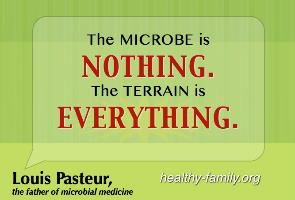 The MICROBE is
NOTHING.
The TERRAIN is
EVERYTHING.
Louis Pasteur,
the father of microbial medicine
healthy-family.org